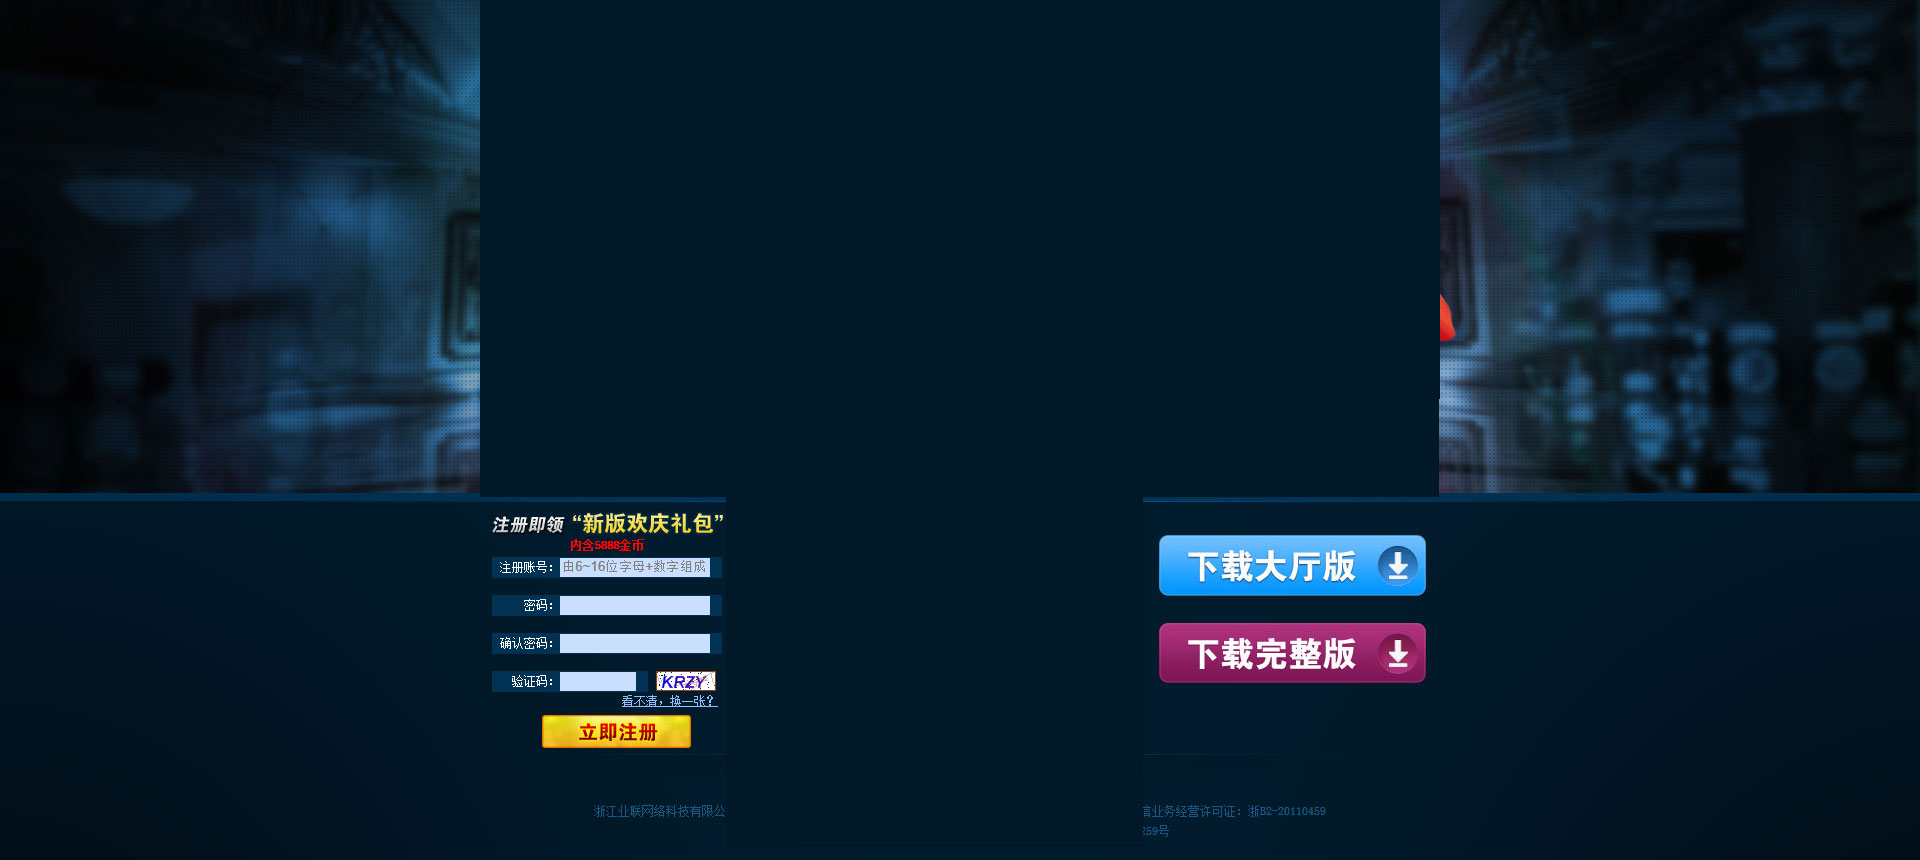 注册即领 “新版欢庆礼包”
内含5888金币
注册账号： 由6~16位字母+数字组成
密码：
确认密码：
验证码： KRZY
看不清，换一张？
立即注册
下载大厅版
下载完整版
浙江业联网络科技有限公
信业务经营许可证：浙B2-20110459
259号